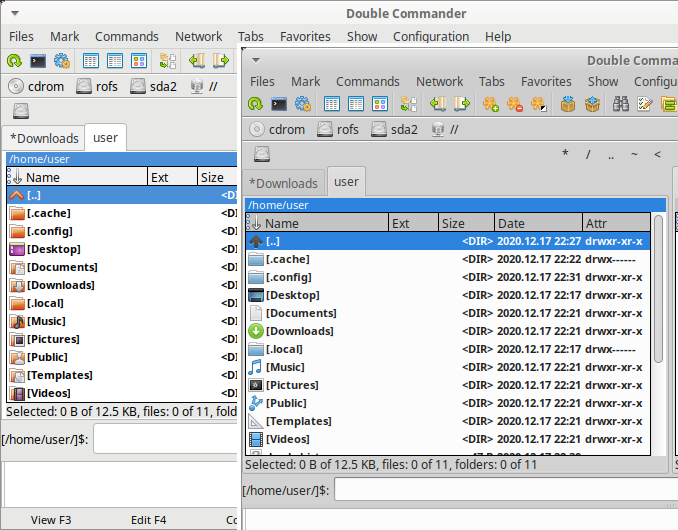 Double Commander
Files Mark Commands Network Tabs Favorites Show Configuration Help
cdrom rofs sda2 //
*Downloads user
/home/user
Name Ext Size
[..] <D
[.cache] <DI
[.config] <DI
[Desktop] <DI
[Documents] <DI
[Downloads] <DI
[.local] <DI
[Music] <DI
[Pictures] <DI
[Public] <DI
[Templates] <DI
[Videos] <DI
Selected: 0 B of 12.5 KB, files: 0 of 11, folde
[/home/user/]$:
View F3 Edit F4 Co
Double Comma
Files Mark Commands Network Tabs Favorites Show Configu
cdrom rofs sda2 //
* / .. ~ <
*Downloads user
/home/user
Name Ext Size Date Attr
[..] <DIR> 2020.12.17 22:27 drwxr-xr-x
[.cache] <DIR> 2020.12.17 22:22 drwx------
[.config] <DIR> 2020.12.17 22:31 drwxr-xr-x
[Desktop] <DIR> 2020.12.17 22:17 drwxr-xr-x
[Documents] <DIR> 2020.12.17 22:21 drwxr-xr-x
[Downloads] <DIR> 2020.12.17 22:21 drwxr-xr-x
[.local] <DIR> 2020.12.17 22:17 drwx------
[Music] <DIR> 2020.12.17 22:21 drwxr-xr-x
[Pictures] <DIR> 2020.12.17 22:21 drwxr-xr-x
[Public] <DIR> 2020.12.17 22:21 drwxr-xr-x
[Templates] <DIR> 2020.12.17 22:21 drwxr-xr-x
[Videos] <DIR> 2020.12.17 22:21 drwxr-xr-x
Selected: 0 B of 12.5 KB, files: 0 of 11, folders: 0 of 11
[/home/user/]$: